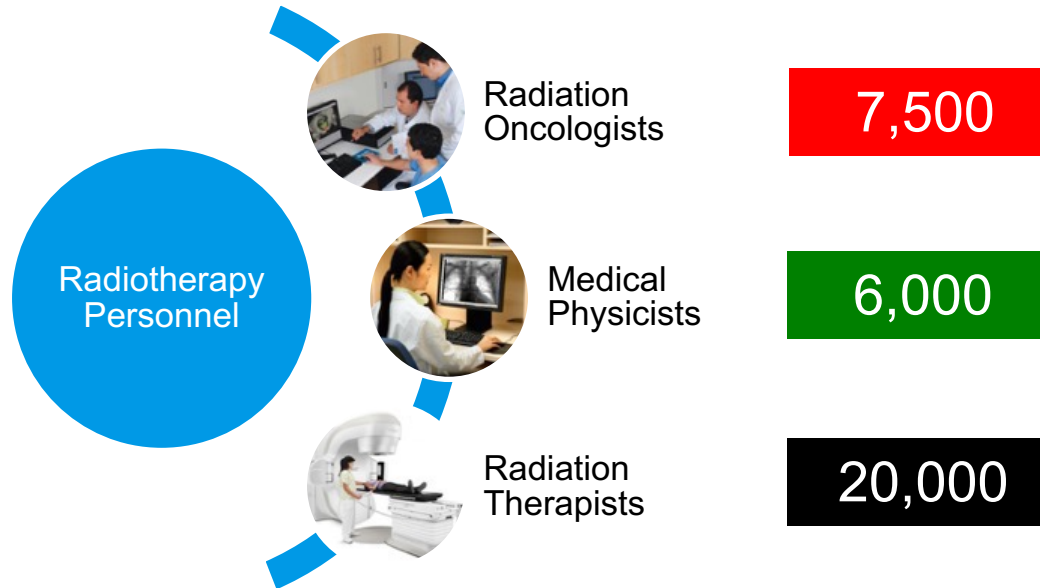 Radiotherapy
Personnel
Radiation
Oncologists
7,500
Medical
Physicists
6,000
Radiation
Therapists
20,000